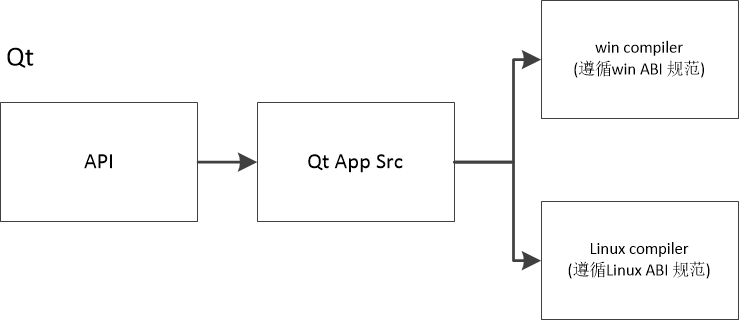 Qt
API
Qt App Src
win compiler
(遵循win ABI 规范)
Linux compiler
(遵循Linux ABI 规范)